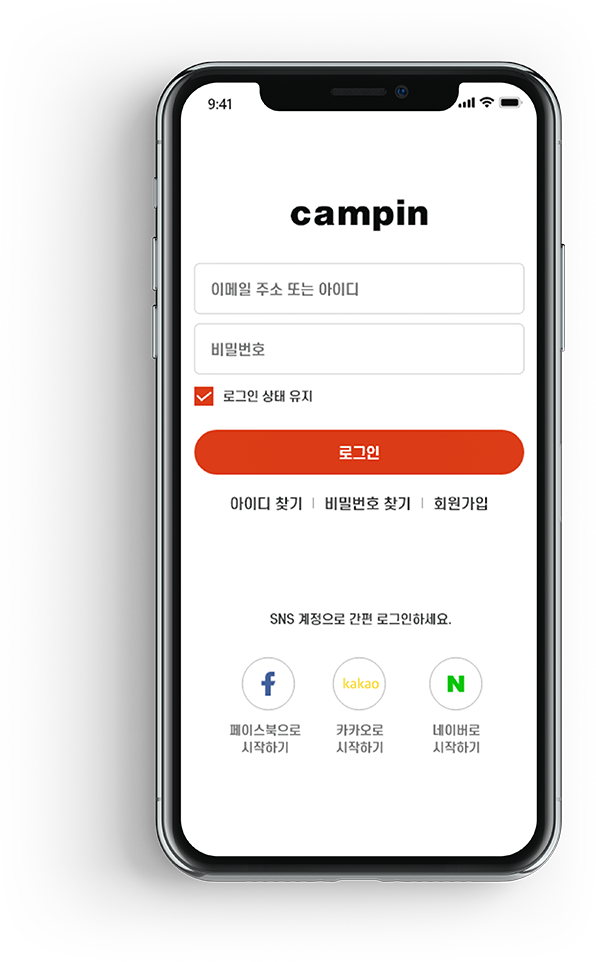 9:41
campin
이메일 주소 또는 아이디
비밀번호
로그인 상태 유지
로그인
아이디 찾기 | 비밀번호 찾기 | 회원가입
SNS 계정으로 간편 로그인하세요.
f kakao N
페이스북으로 카카오로 네이버로
시작하기 시작하기 시작하기